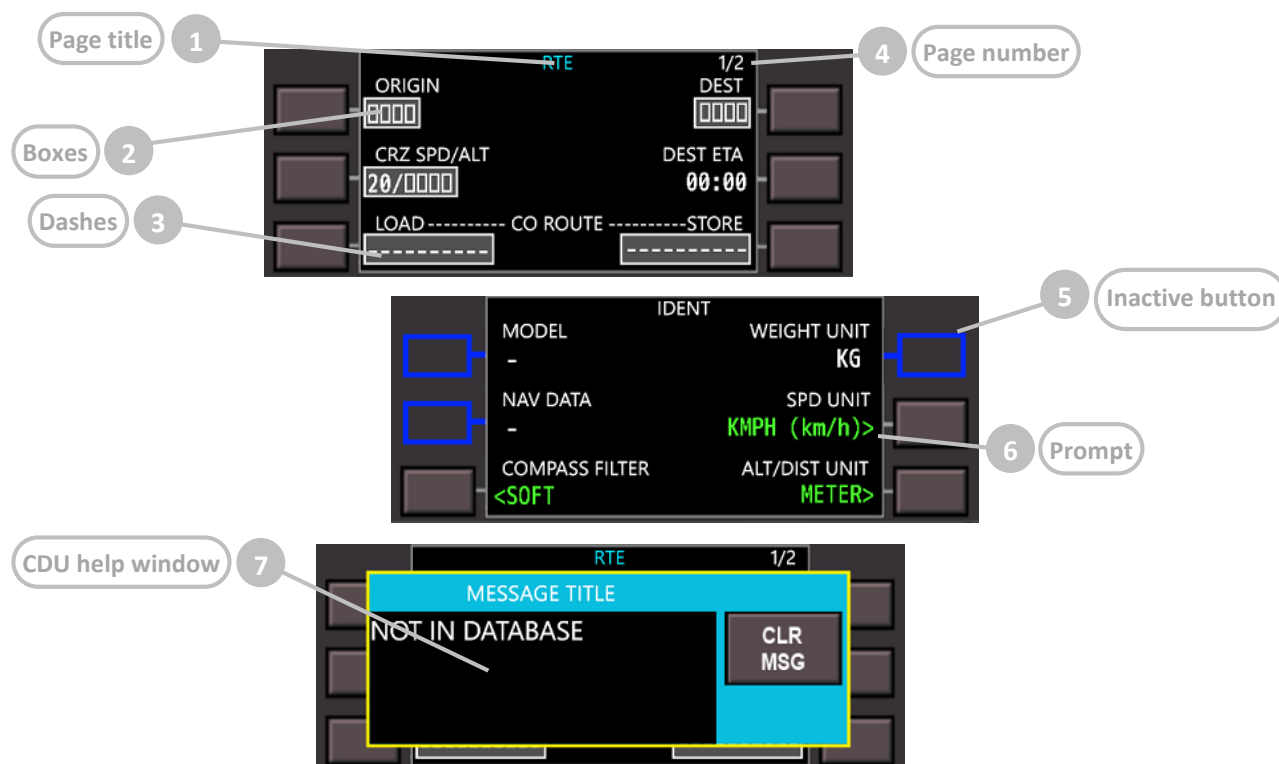 Page title 1
RTE 1/2
4 Page number
ORIGIN DEST
Boxes 2
CRZ SPD/ALT DEST ETA
20/ 00:00
Dashes 3
LOAD---------- CO ROUTE ----------STORE
---------- ----------
5 Inactive button
IDENT
MODEL WEIGHT UNIT
- KG
NAV DATA SPD UNIT
- KMPH (km/h)>
6 Prompt
COMPASS FILTER ALT/DIST UNIT
<SOFT METER>
CDU help window 7
RTE 1/2
MESSAGE TITLE
NOT IN DATABASE
CLR
MSG